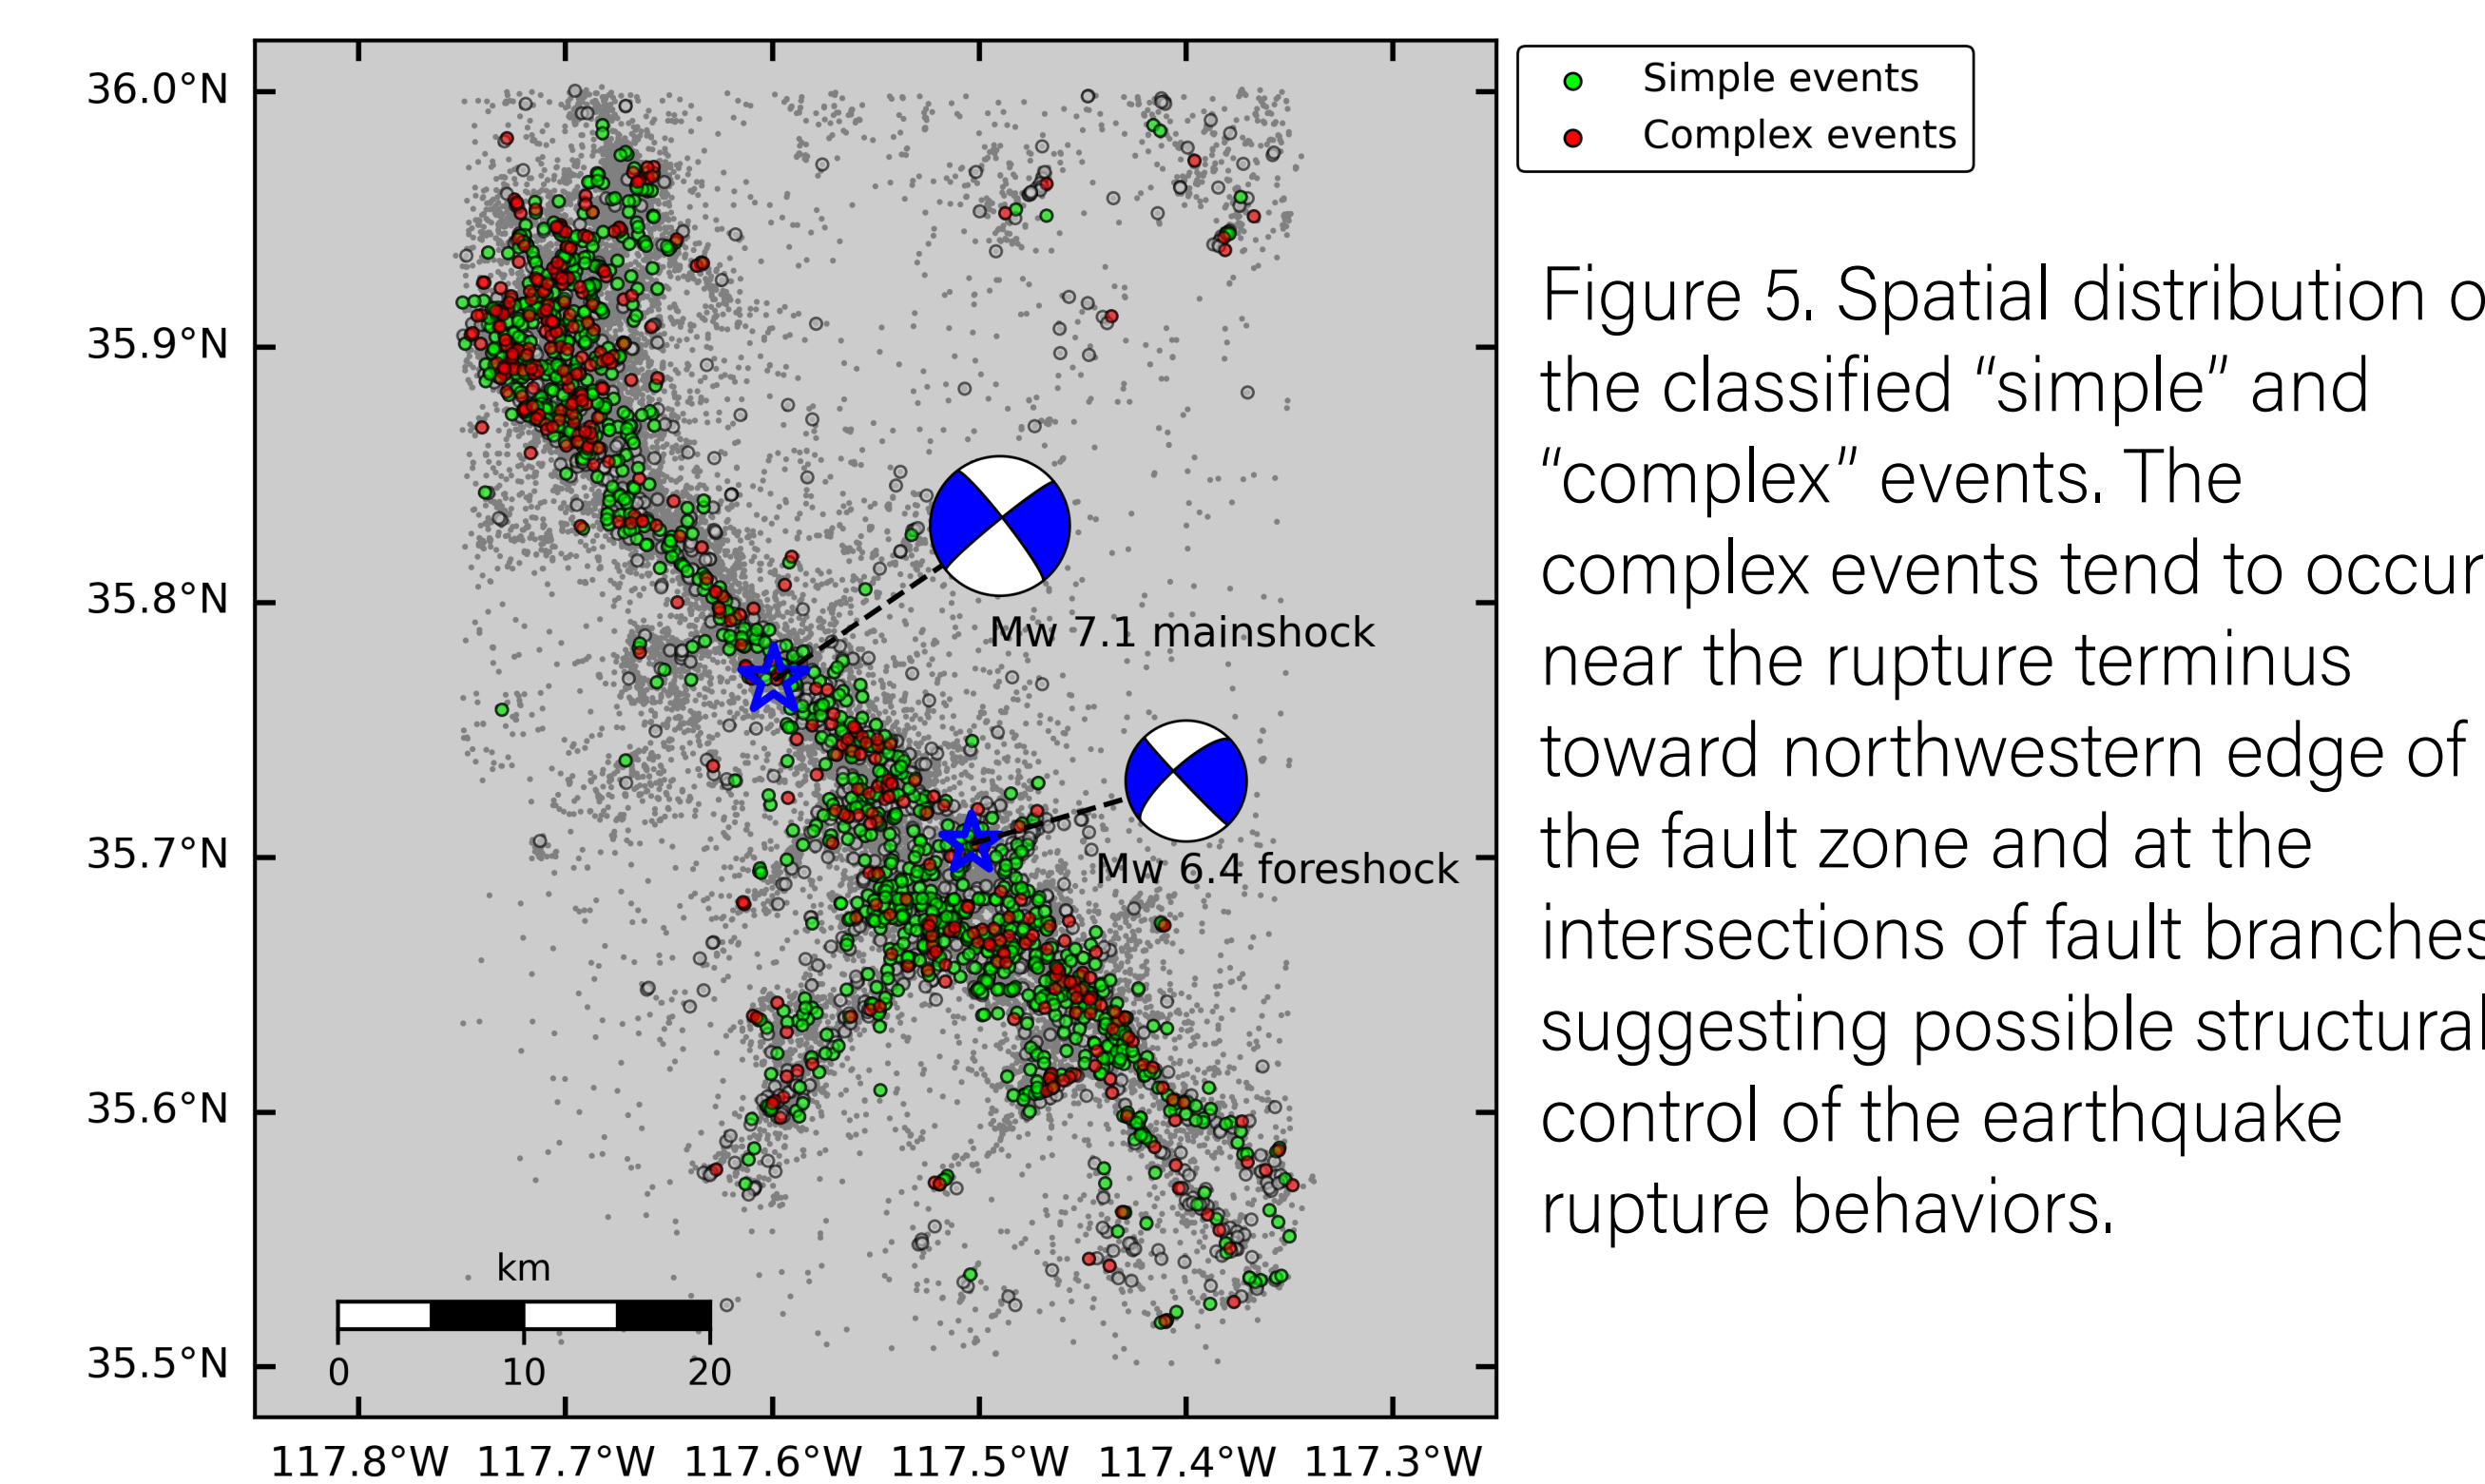 36.0°N
35.9°N
35.8°N
35.7°N
35.6°N
35.5°N
117.8°W 117.7°W 117.6°W 117.5°W 117.4°W 117.3°W
Mw 7.1 mainshock
Mw 6.4 foreshock
km
0 10 20
Simple events
Complex events
Figure 5. Spatial distribution o
the classified “simple” and
“complex” events. The
complex events tend to occur
near the rupture terminus
toward northwestern edge of
the fault zone and at the
intersections of fault branches
suggesting possible structural
control of the earthquake
rupture behaviors.